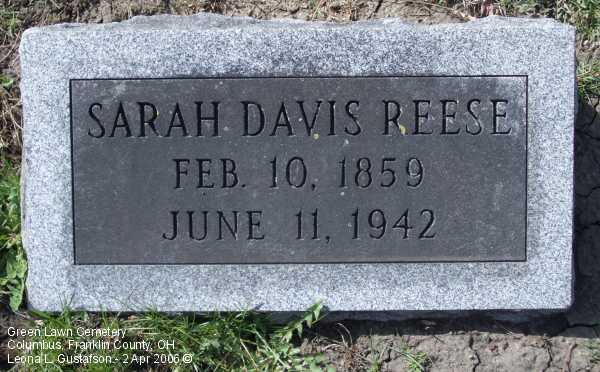 SARAH DAVIS REESE
FEB. 10, 1859
JUNE 11, 1942
Green Lawn Cemetery
Columbus, Franklin County, OH
Leona L. Gustafson - 2 Apr 2006 ©